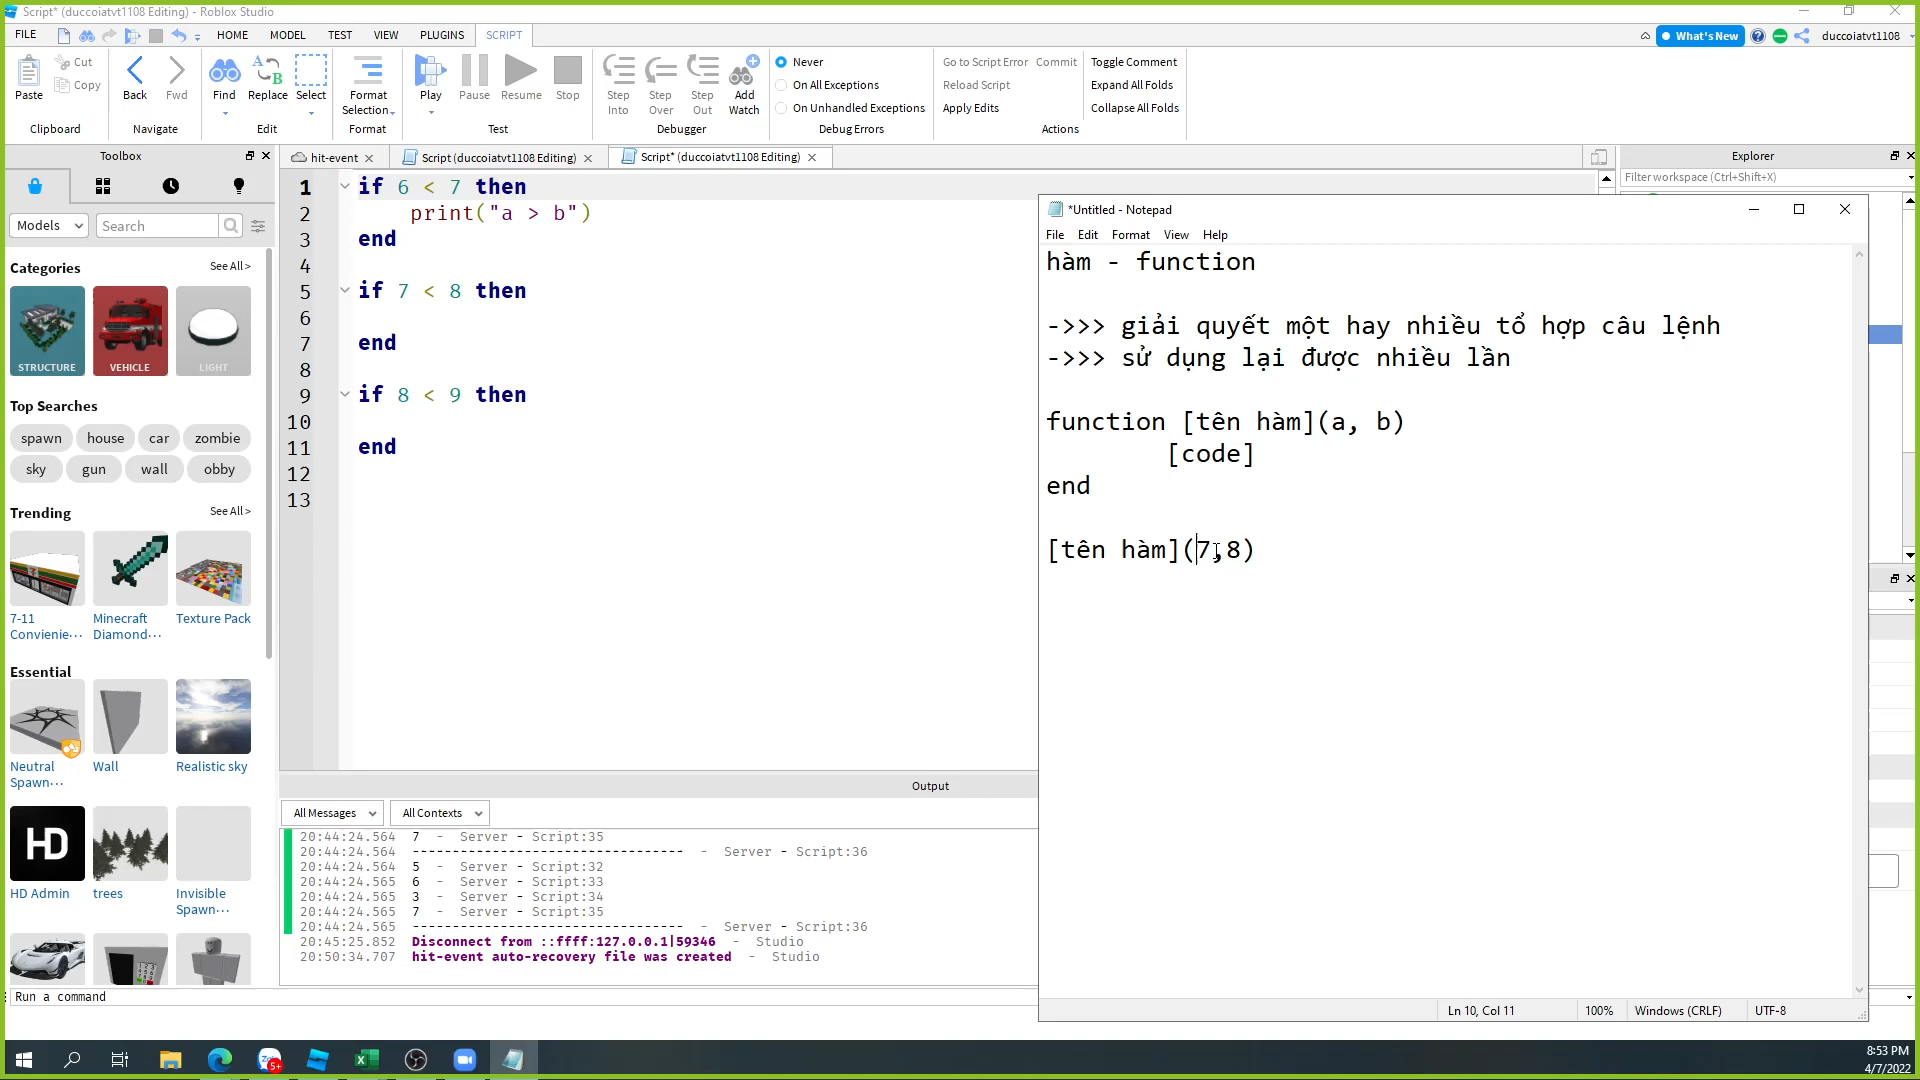 Script* (duccoiatvt1108 Editing) - Roblox Studio
FILE HOME MODEL TEST VIEW PLUGINS SCRIPT What's New duccoiatvt1108
Paste Cut Copy Back Fwd Find Replace Select Format Selection Play Pause Resume Stop Step Into Step Over Step Out Add Watch
Never
On All Exceptions
On Unhandled Exceptions
Go to Script Error Commit
Reload Script
Apply Edits
Toggle Comment
Expand All Folds
Collapse All Folds
Clipboard Navigate Edit Format Test Debugger Debug Errors Actions
Toolbox
hit-event Script (duccoiatvt1108 Editing) Script* (duccoiatvt1108 Editing)
Explorer
Filter workspace (Ctrl+Shift+X)
Models Search
Categories See All >
STRUCTURE VEHICLE LIGHT
Top Searches
spawn house car zombie
sky gun wall obby
Trending See All >
7-11 Convienie...
Minecraft Diamond...
Texture Pack
Essential
Neutral Spawn...
Wall
Realistic sky
HD
HD Admin
trees
Invisible Spawn...
1 if 6 < 7 then
2 print("a > b")
3 end
4
5 if 7 < 8 then
6
7 end
8
9 if 8 < 9 then
10
11 end
12
13
*Untitled - Notepad
File Edit Format View Help
hàm - function
->>> giải quyết một hay nhiều tổ hợp câu lệnh
->>> sử dụng lại được nhiều lần
function [tên hàm](a, b)
[code]
end
[tên hàm](7,8)
Ln 10, Col 11 100% Windows (CRLF) UTF-8
Output
All Messages All Contexts
20:44:24.564 7 - Server - Script:35
20:44:24.564 ---------------------------------- - Server - Script:36
20:44:24.564 5 - Server - Script:32
20:44:24.565 6 - Server - Script:33
20:44:24.565 3 - Server - Script:34
20:44:24.565 7 - Server - Script:35
20:44:24.565 ---------------------------------- - Server - Script:36
20:45:25.852 Disconnect from ::ffff:127.0.0.1|59346 - Studio
20:50:34.707 hit-event auto-recovery file was created - Studio
Run a command
5+
8:53 PM
4/7/2022